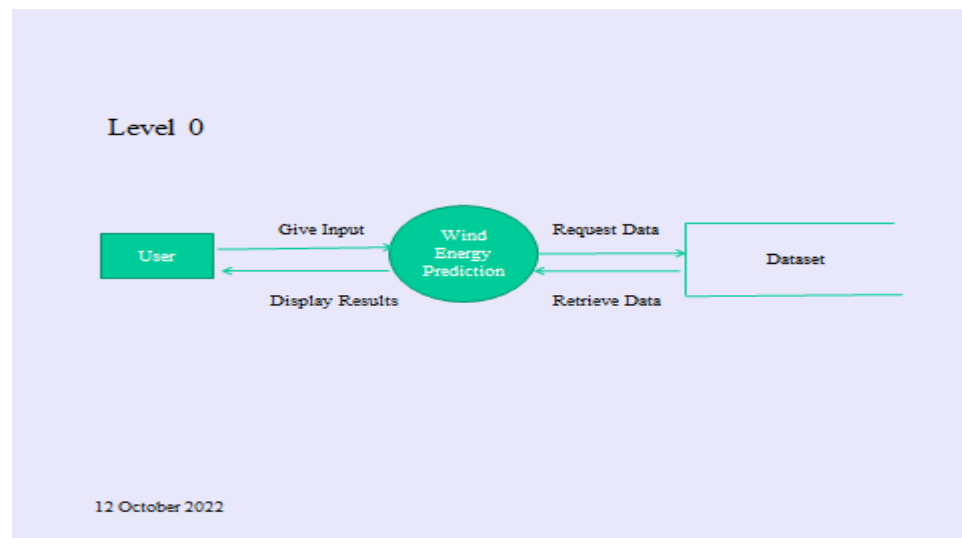 Level 0
Give Input
Request Data
User
Wind
Energy
Prediction
Dataset
Display Results
Retrieve Data
12 October 2022